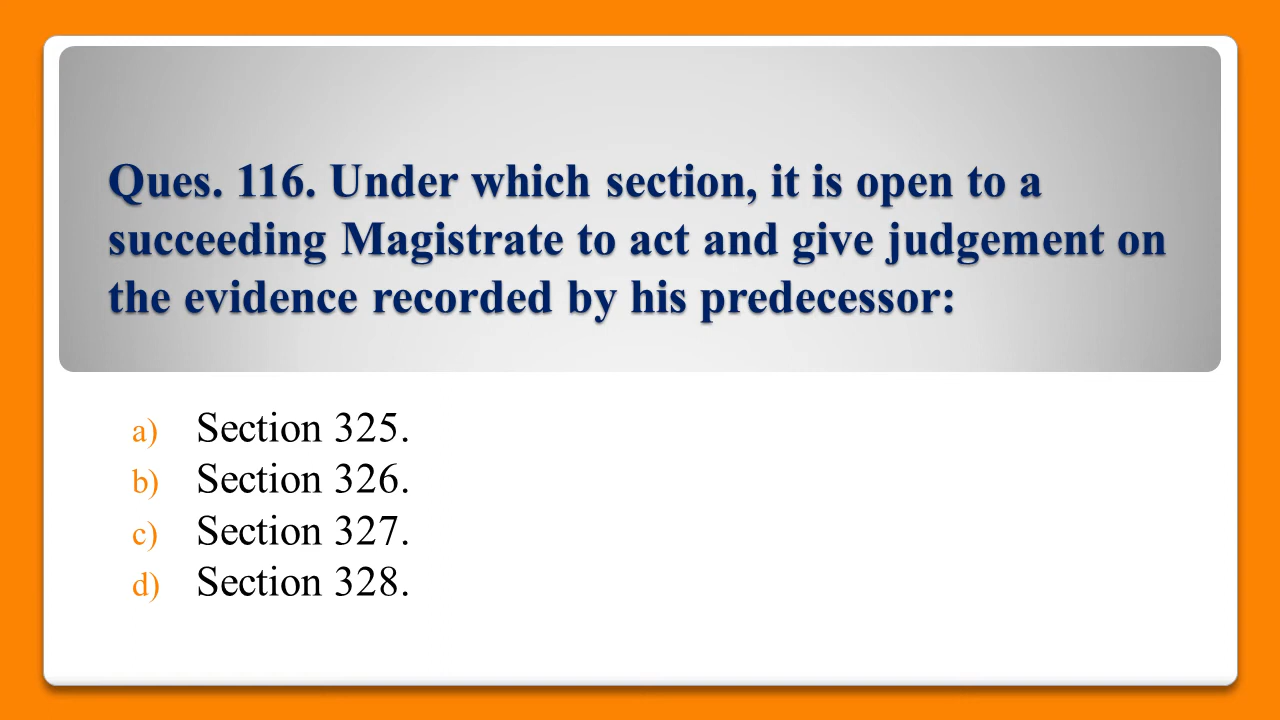 Ques. 116. Under which section, it is open to a
succeeding Magistrate to act and give judgement on
the evidence recorded by his predecessor:
a) Section 325.
b) Section 326.
c) Section 327.
d) Section 328.